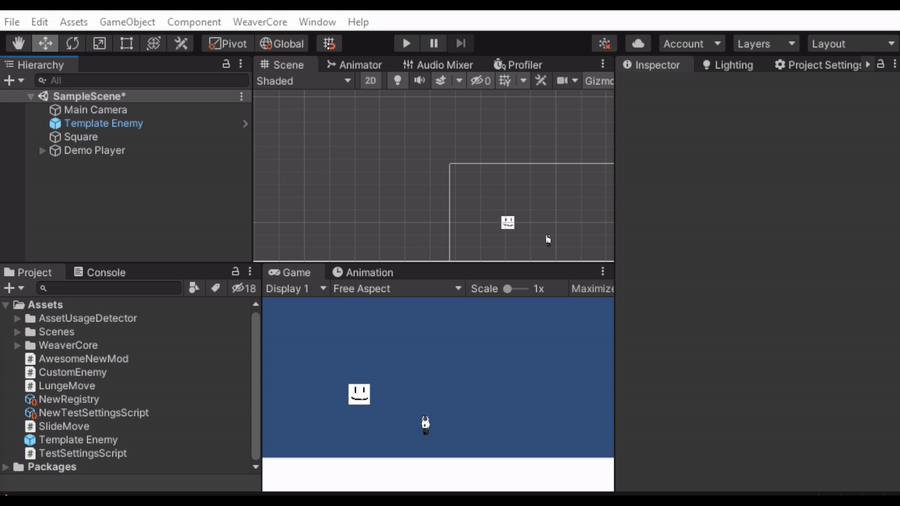 File Edit Assets GameObject Component WeaverCore Window Help
Pivot Global Account Layers Layout
Hierarchy
All
SampleScene*
Main Camera
Template Enemy
Square
Demo Player
Scene Animator Audio Mixer Profiler
Shaded 2D 0 Gizmo
Inspector Lighting Project Settings
Project Console
18
Assets
AssetUsageDetector
Scenes
WeaverCore
AwesomeNewMod
CustomEnemy
LungeMove
NewRegistry
NewTestSettingsScript
SlideMove
Template Enemy
TestSettingsScript
Packages
Game Animation
Display 1 Free Aspect Scale 1x Maximize